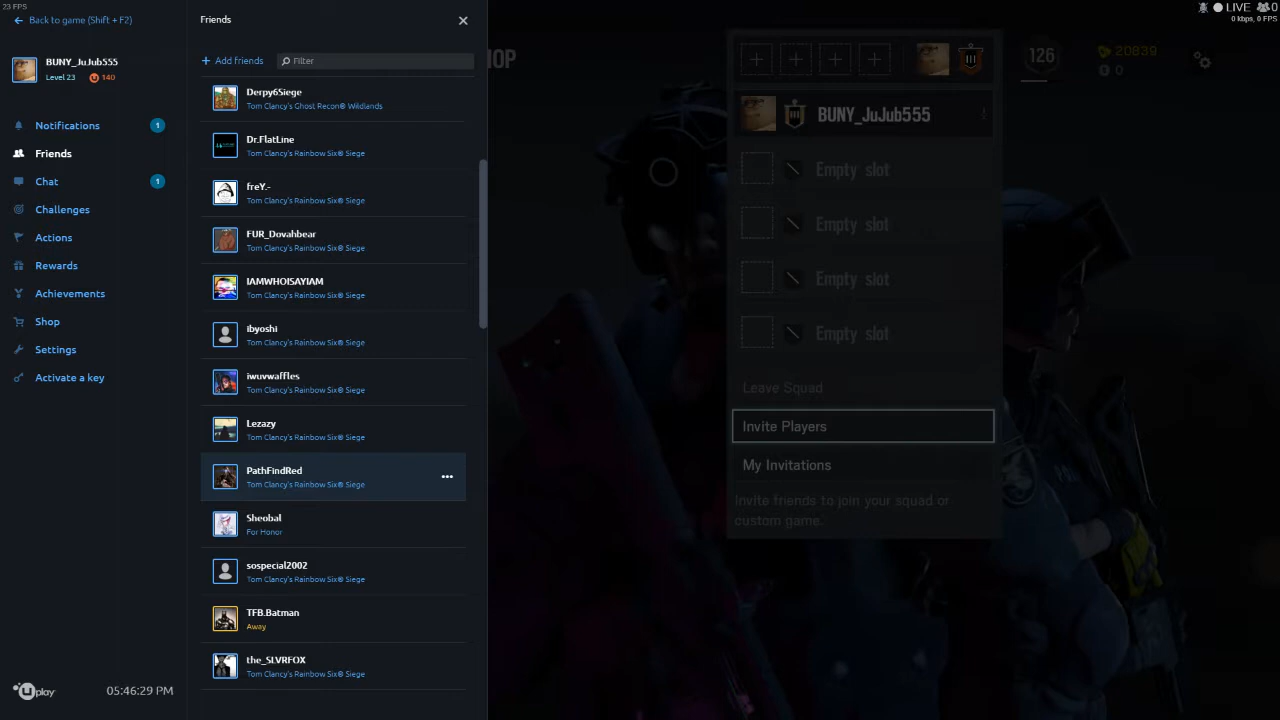 23 FPS
Back to game (Shift + F2)
BUNY_JuJub555
Level 23
140
Notifications
1
Friends
Chat
1
Challenges
Actions
Rewards
Achievements
Shop
Settings
Activate a key
uplay
05:46:29 PM
Friends
Add friends
Filter
Derpy6Siege
Tom Clancy's Ghost Recon® Wildlands
Dr.FlatLine
Tom Clancy's Rainbow Six® Siege
freY.-
Tom Clancy's Rainbow Six® Siege
FUR_Dovahbear
Tom Clancy's Rainbow Six® Siege
IAMWHOISAYIAM
Tom Clancy's Rainbow Six® Siege
ibyoshi
Tom Clancy's Rainbow Six® Siege
iwuvwaffles
Tom Clancy's Rainbow Six® Siege
Lezazy
Tom Clancy's Rainbow Six® Siege
PathFindRed
Tom Clancy's Rainbow Six® Siege
Sheobal
For Honor
sospecial2002
Tom Clancy's Rainbow Six® Siege
TFB.Batman
Away
the_SLVRFOX
Tom Clancy's Rainbow Six® Siege
HOP
III
BUNY_JuJub555
Empty slot
Empty slot
Empty slot
Empty slot
Leave Squad
Invite Players
My Invitations
Invite friends to join your squad or
custom game.
126
20839
0
LIVE
0
0 kbps, 0 FPS